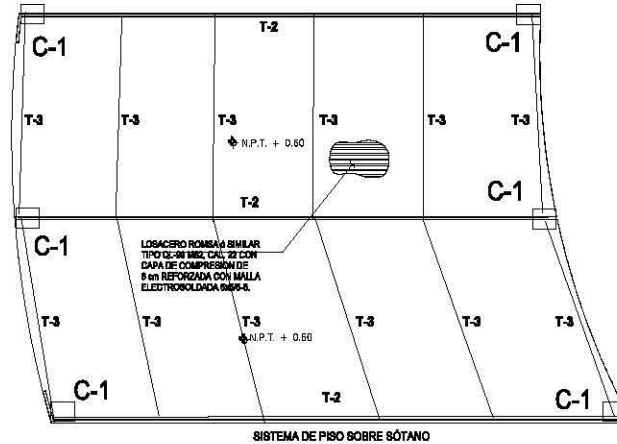 T-2
C-1
C-1
T-3
T-3
T-3
T-3
T-3
T-3
N.P.T. + 0.60
C-1
T-2
C-1
LOSACERO ROMSA ó SIMILAR
TIPO QL-99 M62, CAL. 22 CON
CAPA DE COMPRESIÓN DE
6 cm REFORZADA CON MALLA
ELECTROSOLDADA 6x6/6-6.
T-3
T-3
T-3
T-3
T-3
T-3
N.P.T. + 0.60
C-1
T-2
C-1
SISTEMA DE PISO SOBRE SÓTANO